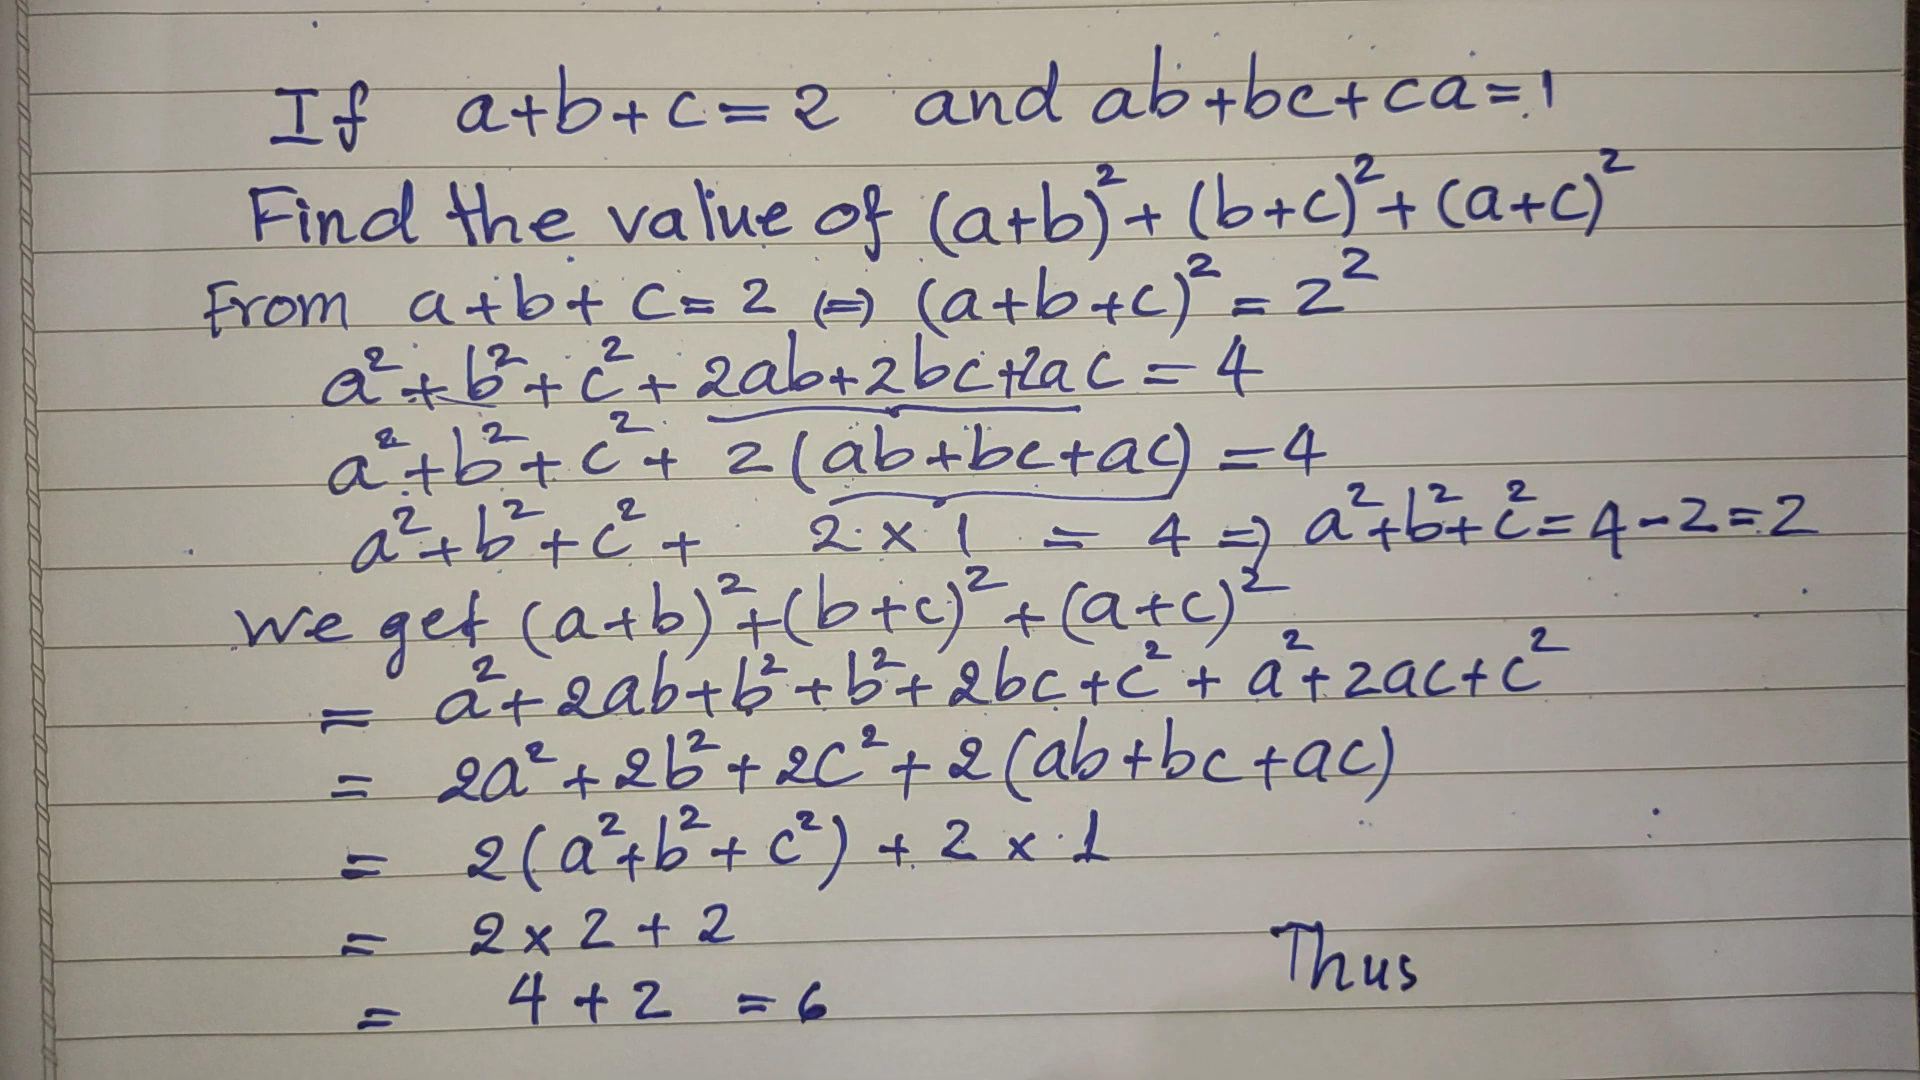 If a+b+c=2 and ab+bc+ca=1
Find the value of (a+b)²+(b+c)²+(a+c)²
From a+b+c=2 (⇒) (a+b+c)²=2²
a²+b²+c²+2ab+2bc+2ac=4
a²+b²+c²+2(ab+bc+ac)=4
a²+b²+c²+ 2×1 = 4 ⇒ a²+b²+c²=4-2=2
We get (a+b)²+(b+c)²+(a+c)²
= a²+2ab+b²+b²+2bc+c²+a²+2ac+c²
= 2a²+2b²+2c²+2(ab+bc+ac)
= 2(a²+b²+c²)+2×1
= 2×2+2
= 4+2 =6
Thus